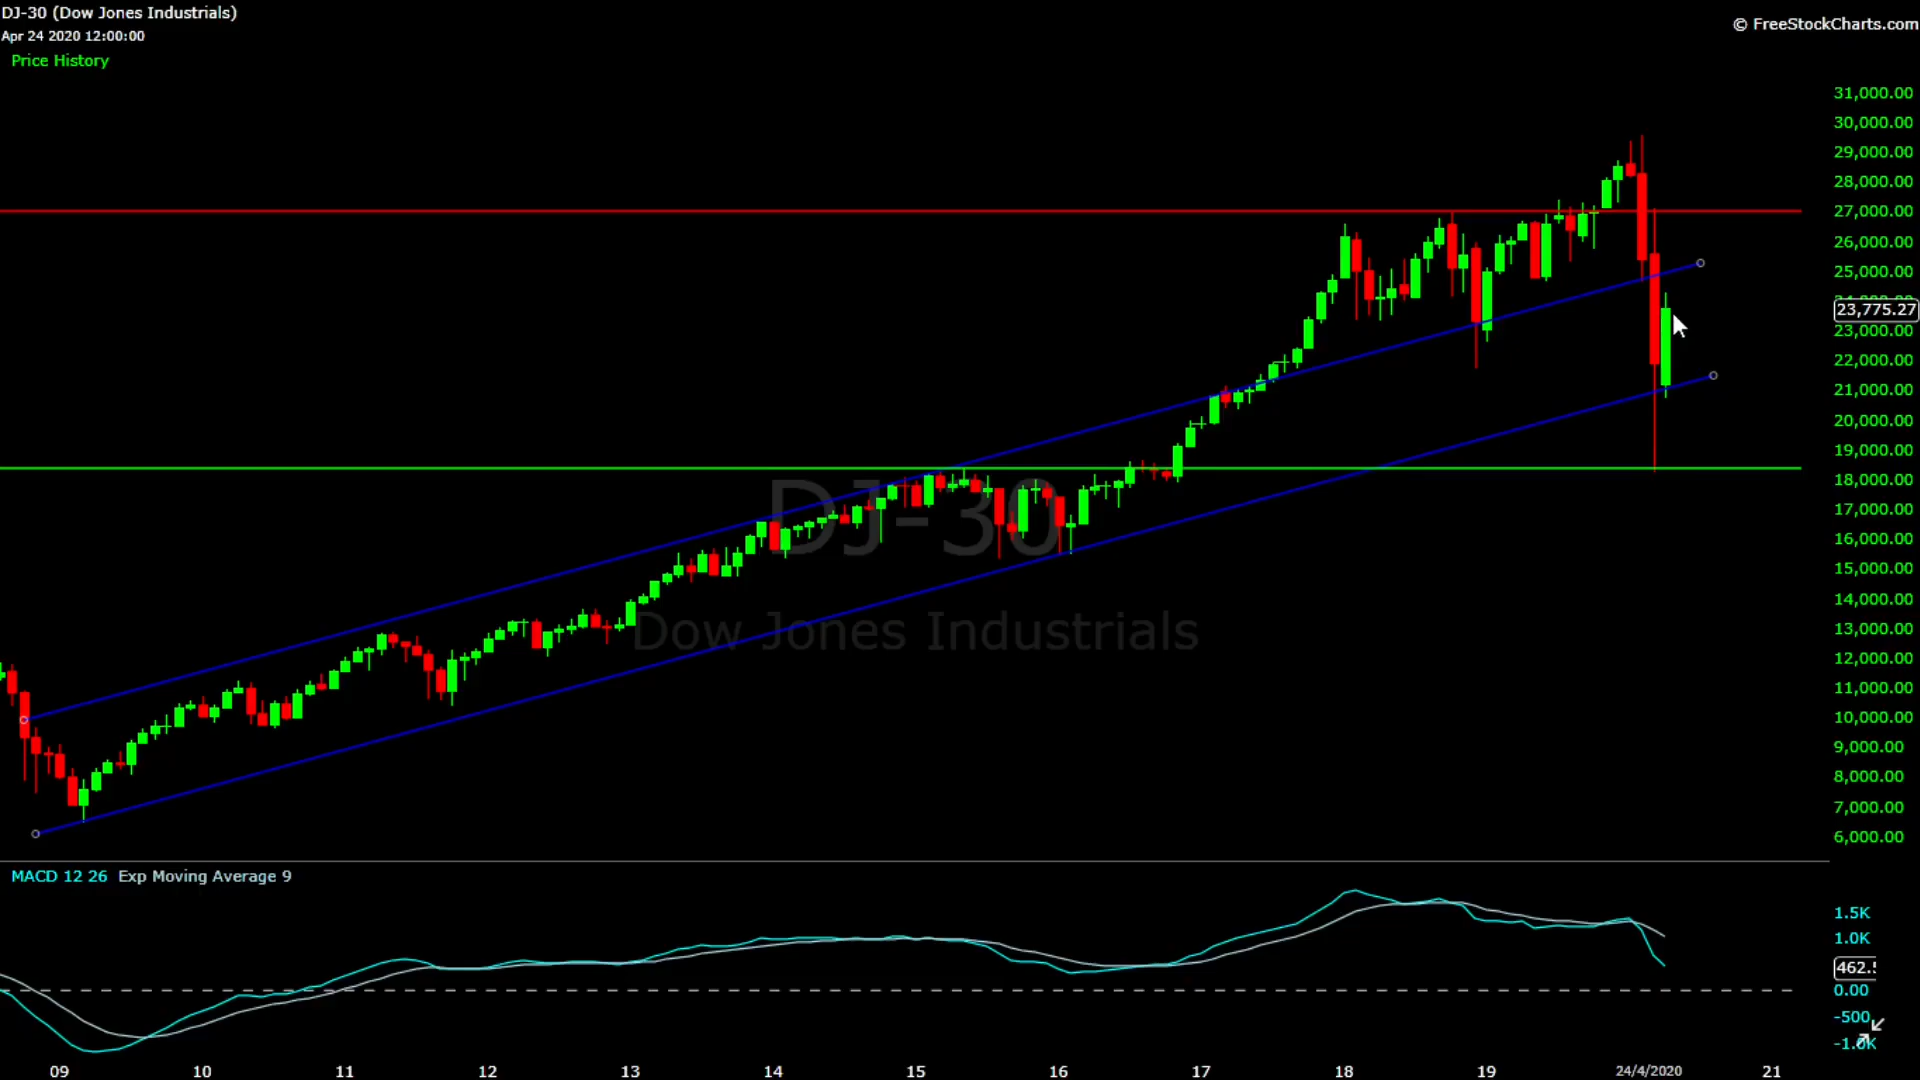 DJ-30 (Dow Jones Industrials)
Apr 24 2020 12:00:00
© FreeStockCharts.com
Price History
31,000.00
30,000.00
29,000.00
28,000.00
27,000.00
26,000.00
25,000.00
23,775.27
23,000.00
22,000.00
21,000.00
20,000.00
19,000.00
18,000.00
17,000.00
16,000.00
15,000.00
14,000.00
13,000.00
12,000.00
11,000.00
10,000.00
9,000.00
8,000.00
7,000.00
6,000.00
DJ-30
Dow Jones Industrials
MACD 12 26 Exp Moving Average 9
1.5K
1.0K
462.5
0.00
-500
-1.0K
09 10 11 12 13 14 15 16 17 18 19 24/4/2020 21